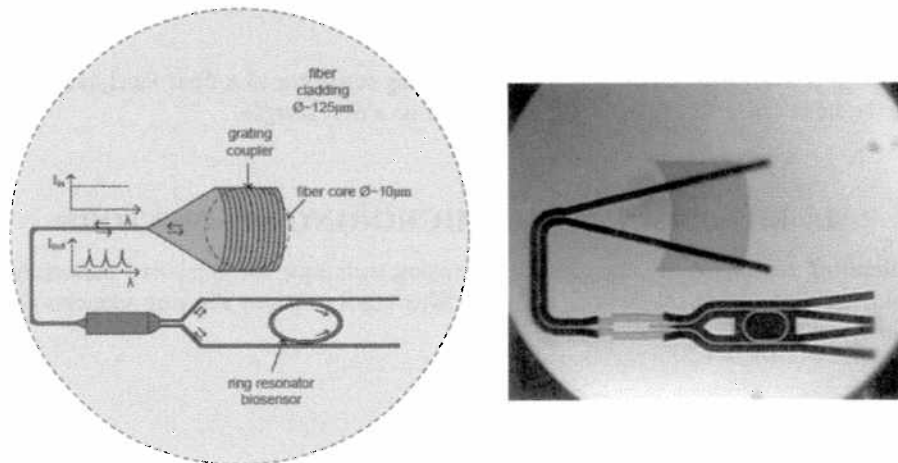 fiber
cladding
Ø~125µm
grating
coupler
fiber core Ø~10µm
I_in
λ
I_out
λ
ring resonator
biosensor